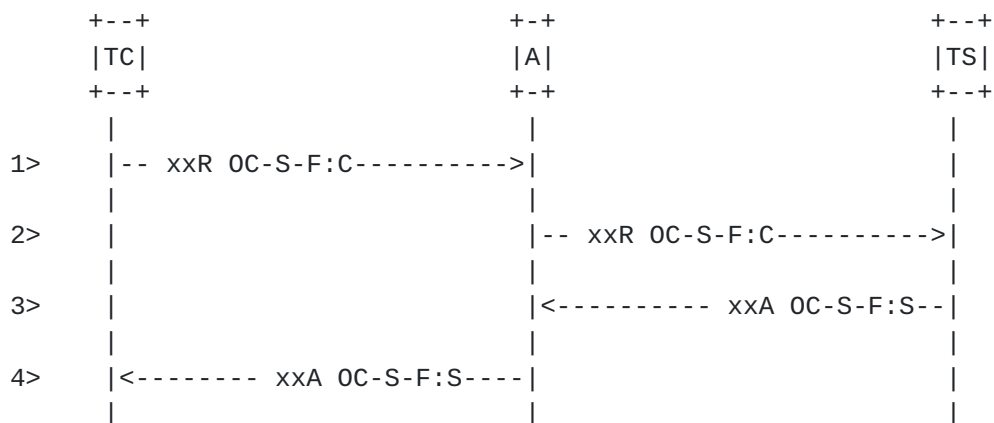 +--+ +-+ +--+
|TC| |A| |TS|
+--+ +-+ +--+
| | |
1> |-- xxR OC-S-F:C---------->| |
| | |
2> | |-- xxR OC-S-F:C---------->|
| | |
3> | |<---------- xxA OC-S-F:S--|
| | |
4> |<-------- xxA OC-S-F:S----| |
| | |